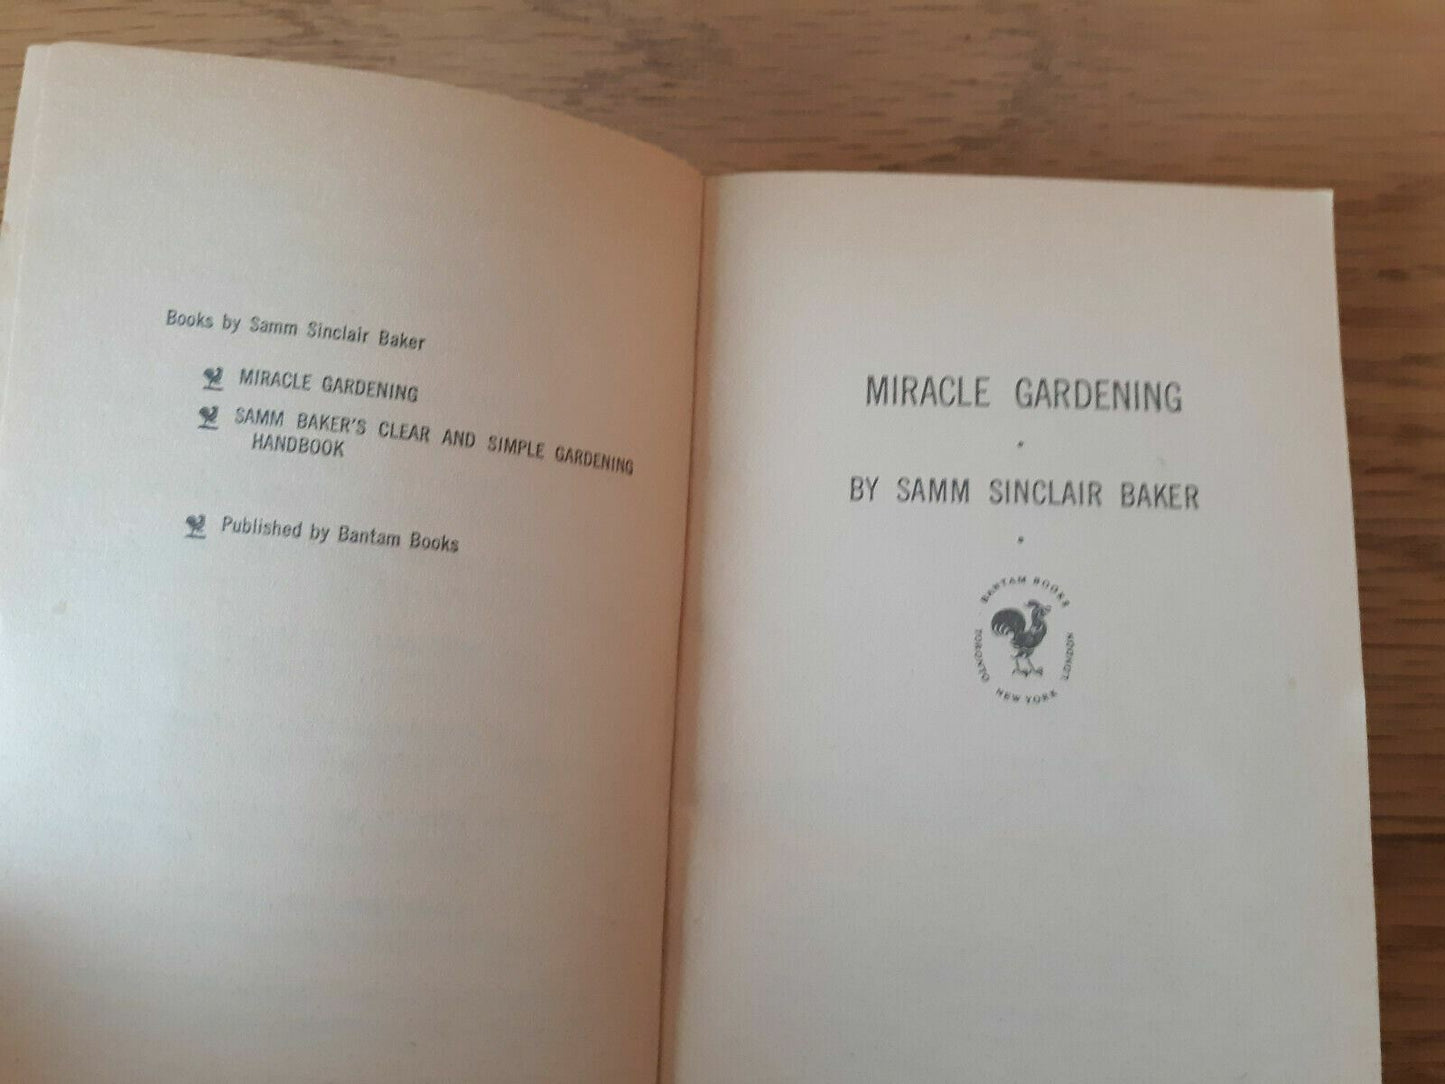 Books by Samm Sinclair Baker
MIRACLE GARDENING
SAMM BAKER'S CLEAR AND SIMPLE GARDENING
HANDBOOK
Published by Bantam Books
MIRACLE GARDENING
BY SAMM SINCLAIR BAKER
BANTAM BOOKS
TORONTO
LONDON
NEW YORK